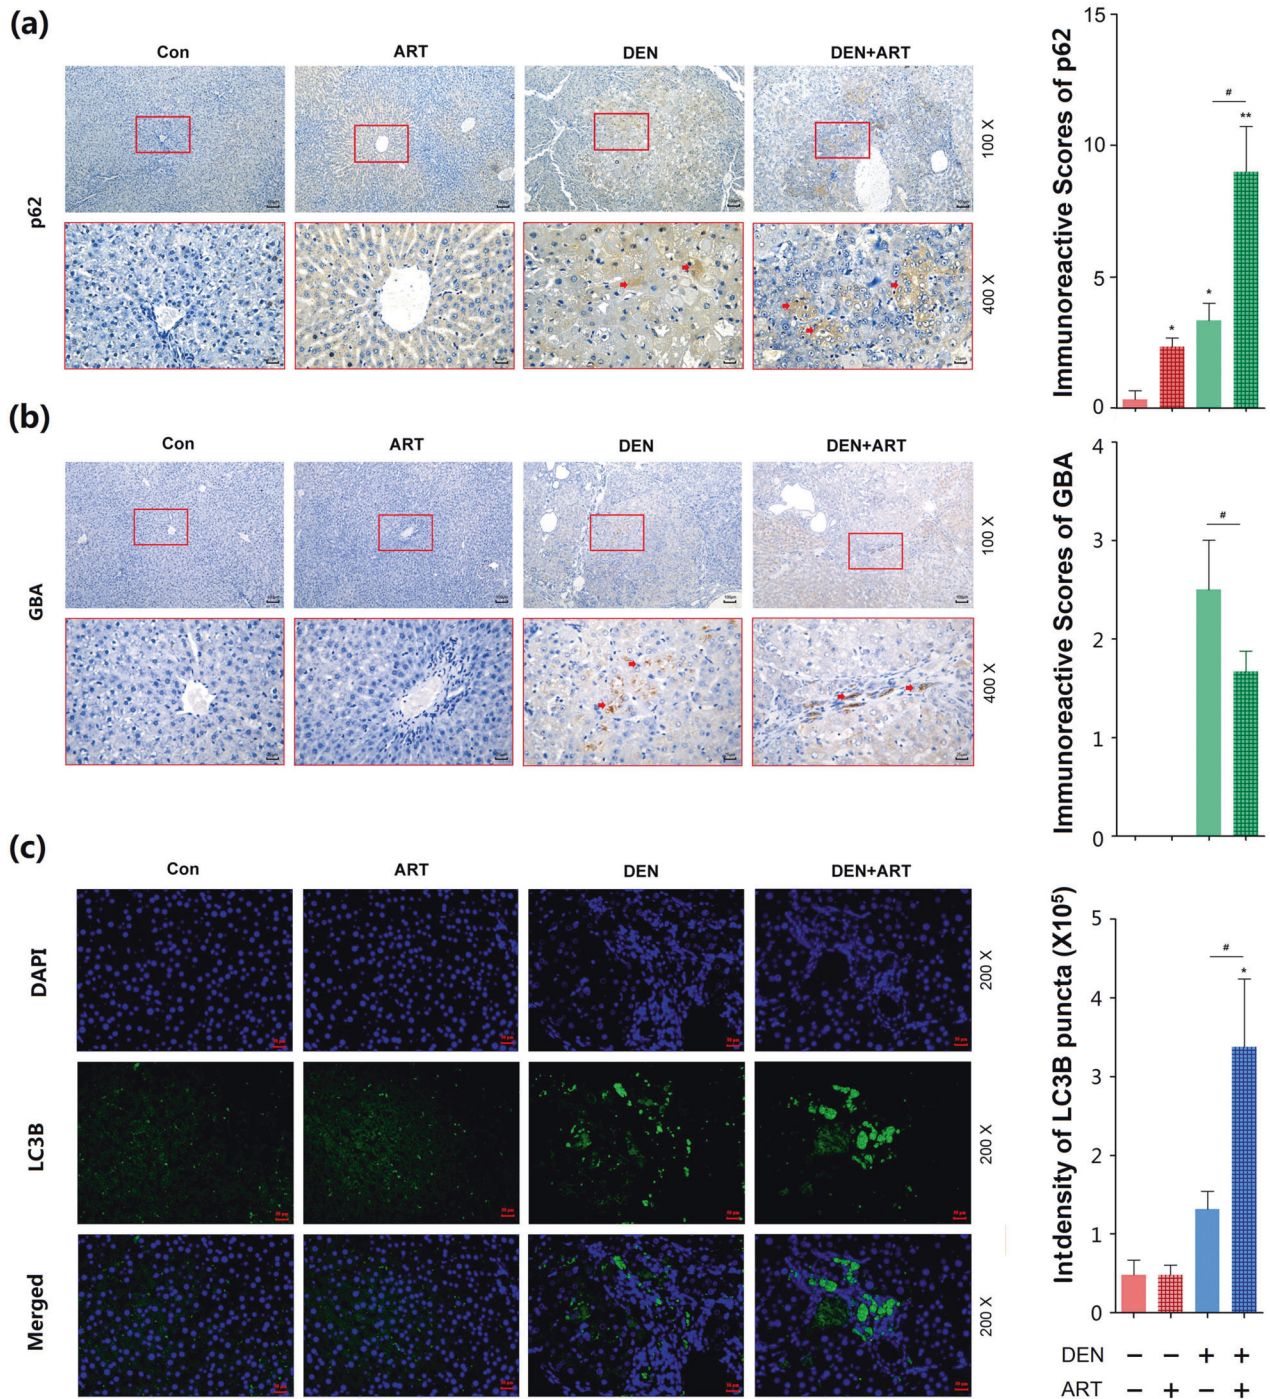 (a)
Con ART DEN DEN+ART
p62
100 X
400 X
Immunoreactive Scores of p62
15
10
5
0
*
*
#
**
(b)
Con ART DEN DEN+ART
GBA
100 X
400 X
Immunoreactive Scores of GBA
4
3
2
1
0
#
(c)
Con ART DEN DEN+ART
DAPI
200 X
LC3B
200 X
Merged
200 X
Intdensity of LC3B puncta (X10⁵)
5
4
3
2
1
0
#
*
DEN − − + +
ART − + − +